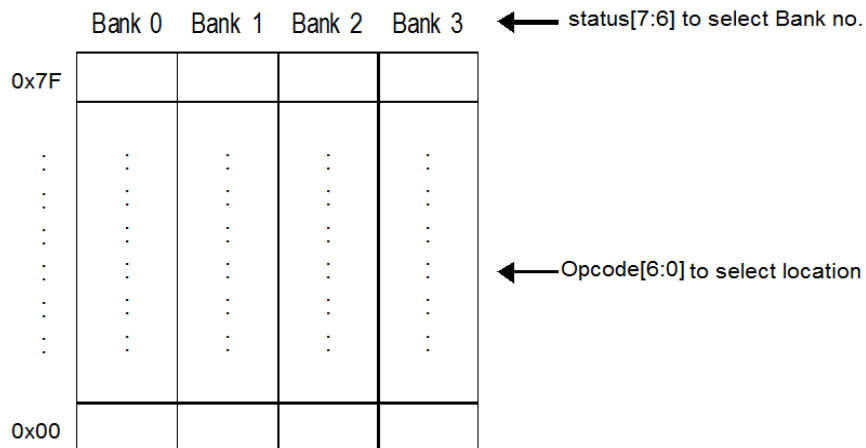 Bank 0 Bank 1 Bank 2 Bank 3 status[7:6] to select Bank no.
0x7F
Opcode[6:0] to select location
0x00